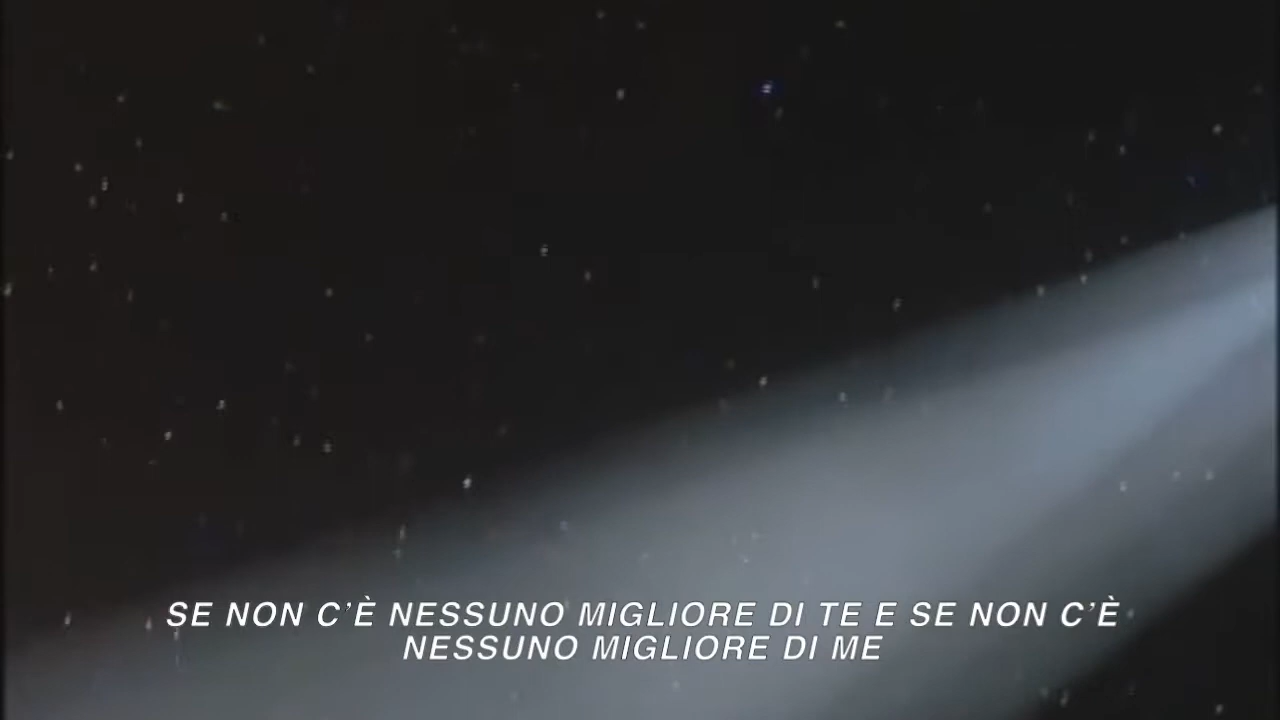 SE NON C’È NESSUNO MIGLIORE DI TE E SE NON C’È
NESSUNO MIGLIORE DI ME